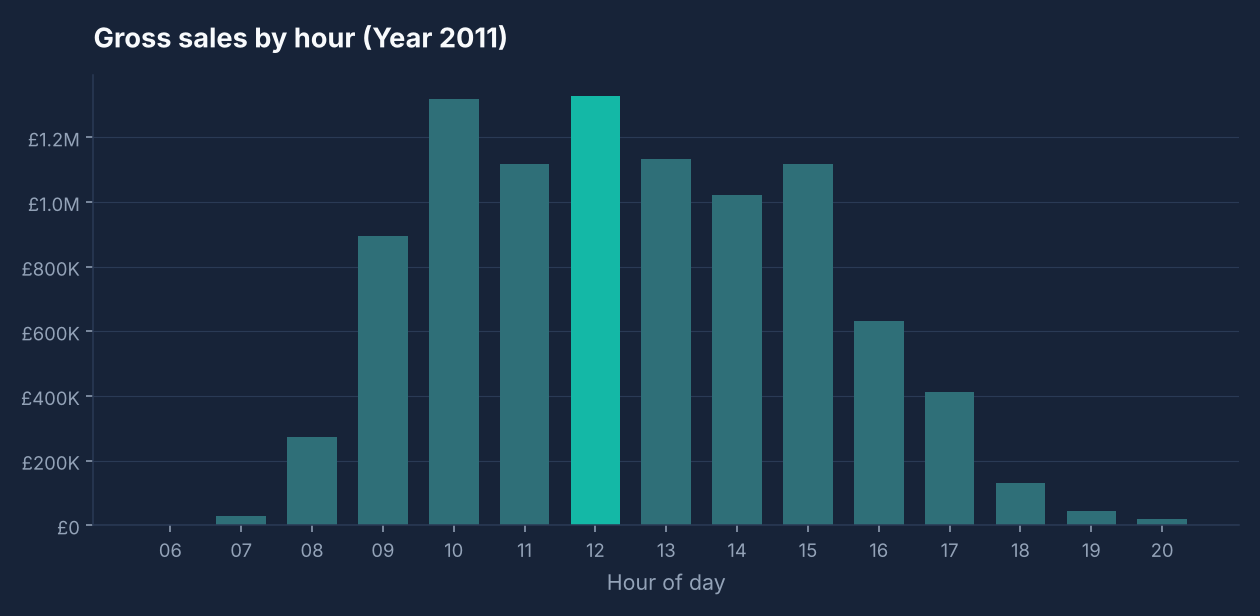 Gross sales by hour (Year 2011)
£1.2M
£1.0M
£800K
£600K
£400K
£200K
£0
06 07 08 09 10 11 12 13 14 15 16 17 18 19 20
Hour of day